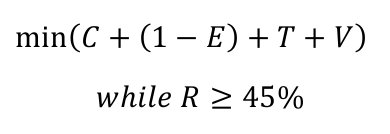 min(C + (1 − E) + T + V)
while R ≥ 45%